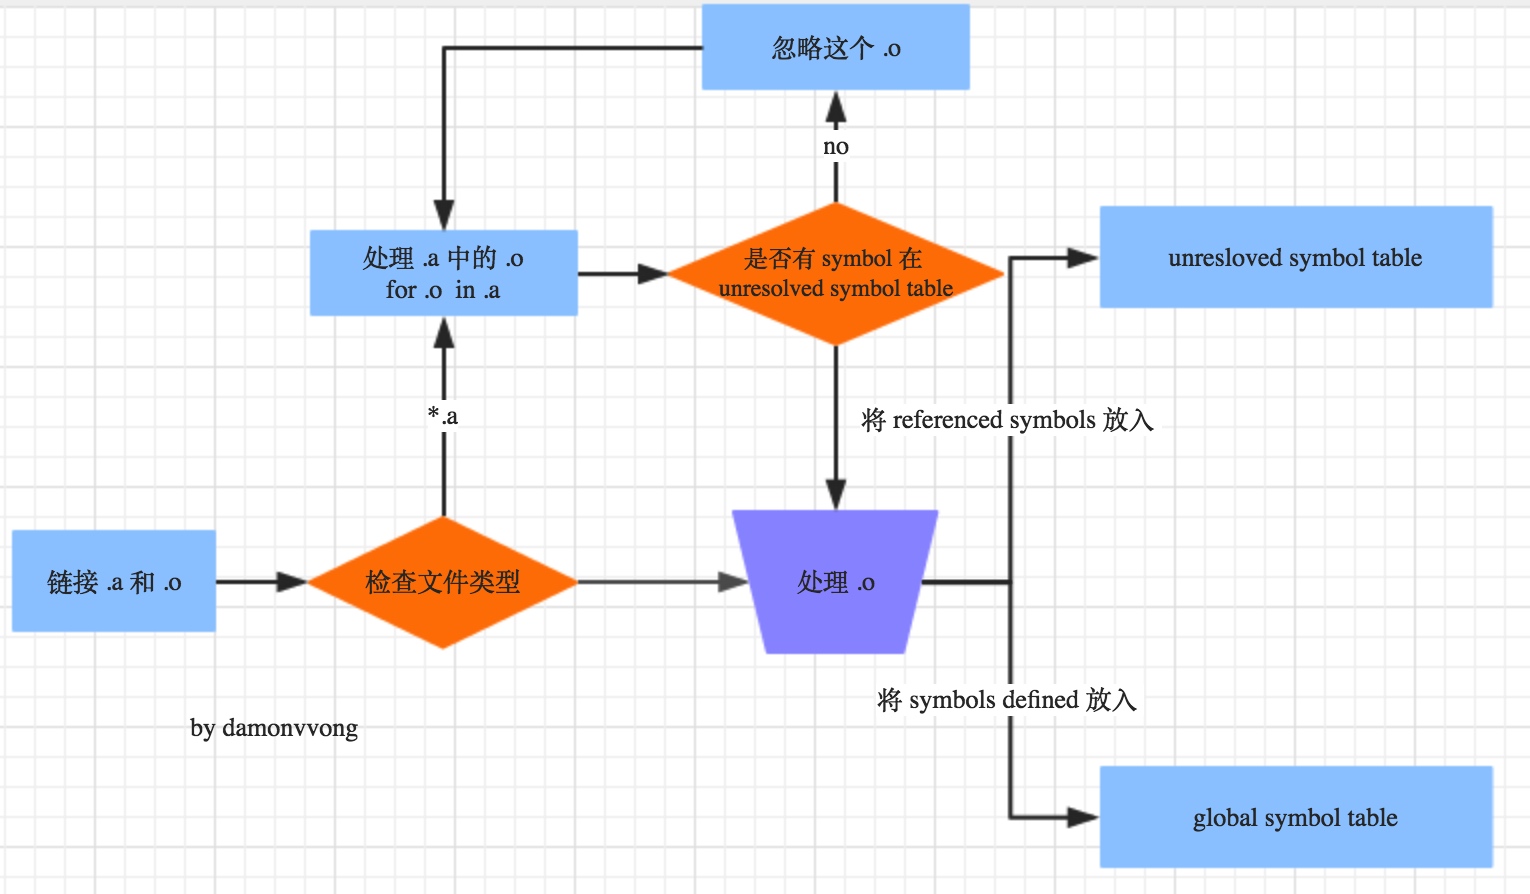 忽略这个 .o
no
处理 .a 中的 .o
for .o  in .a
是否有 symbol 在
unresolved symbol table
unresloved symbol table
*.a
将 referenced symbols 放入
链接 .a 和 .o
检查文件类型
处理 .o
将 symbols defined 放入
by damonvvong
global symbol table